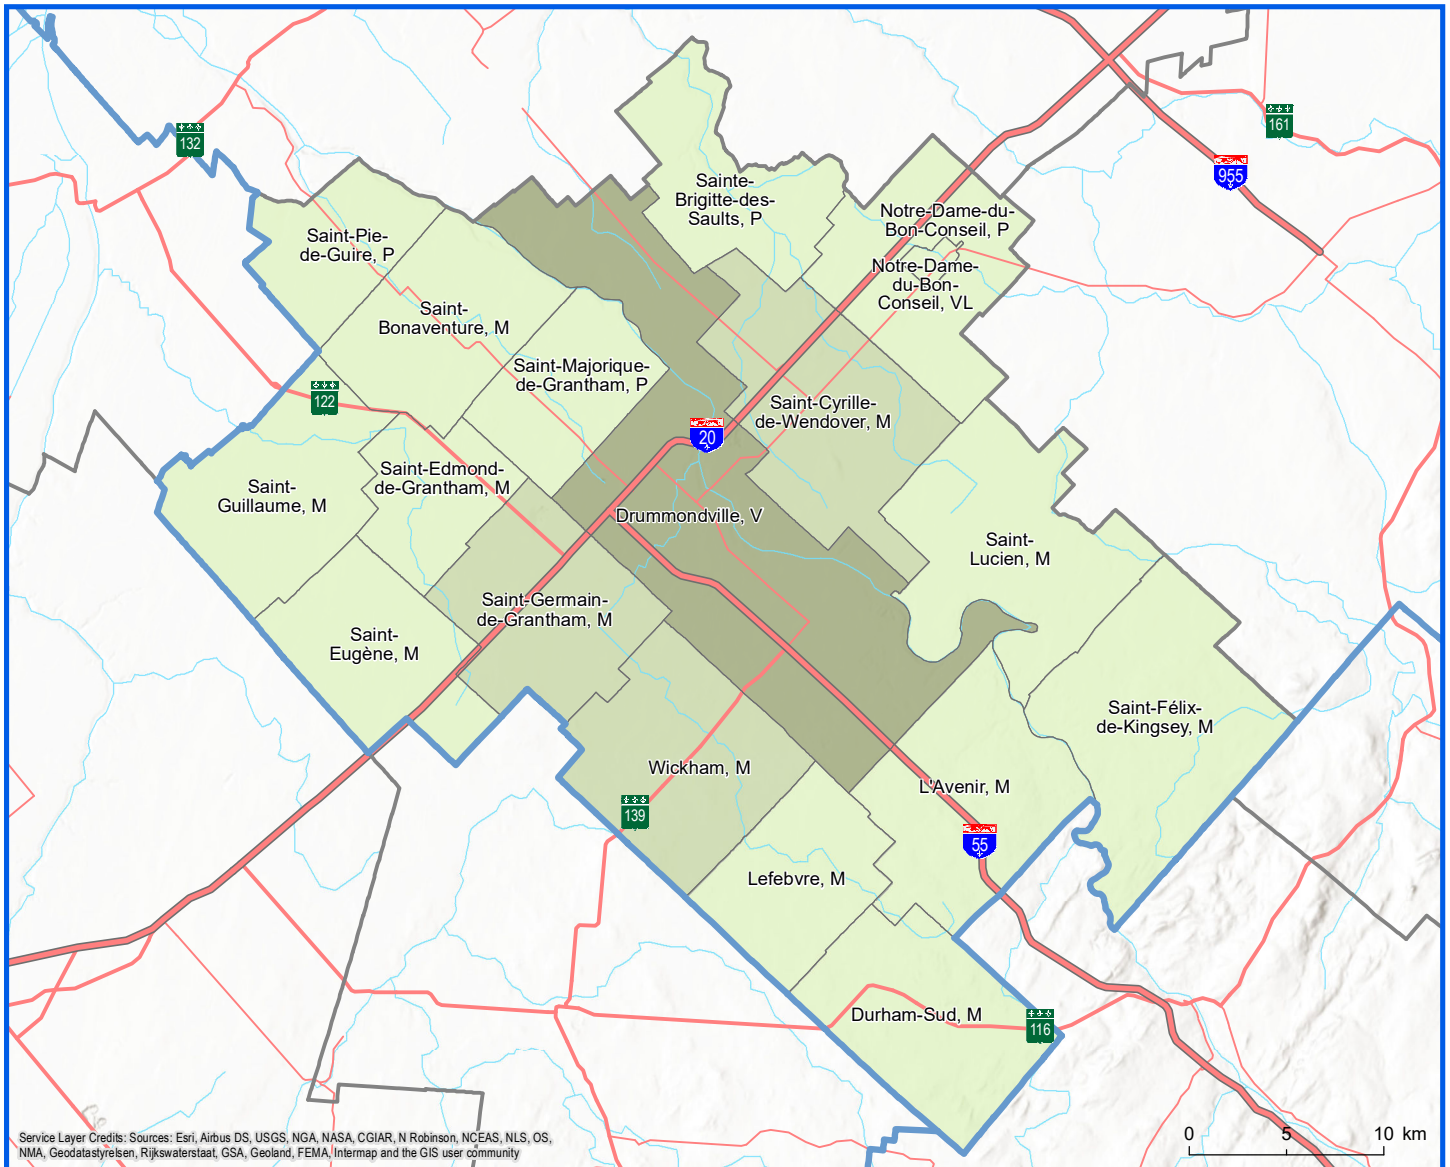 132
161
955
Sainte-
Brigitte-des-
Saults, P
Notre-Dame-du-
Bon-Conseil, P
Saint-Pie-
de-Guire, P
Notre-Dame-
du-Bon-
Conseil, VL
Saint-
Bonaventure, M
Saint-Majorique-
de-Grantham, P
122
Saint-Cyrille-
de-Wendover, M
20
Saint-Edmond-
de-Grantham, M
Saint-
Guillaume, M
Drummondville, V
Saint-
Lucien, M
Saint-Germain-
de-Grantham, M
Saint-
Eugène, M
Saint-Félix-
de-Kingsey, M
Wickham, M
L'Avenir, M
139
55
Lefebvre, M
Durham-Sud, M
116
Service Layer Credits: Sources: Esri, Airbus DS, USGS, NGA, NASA, CGIAR, N Robinson, NCEAS, NLS, OS,
NMA, Geodatastyrelsen, Rijkswaterstaat, GSA, Geoland, FEMA, Intermap and the GIS user community
0 5 10 km